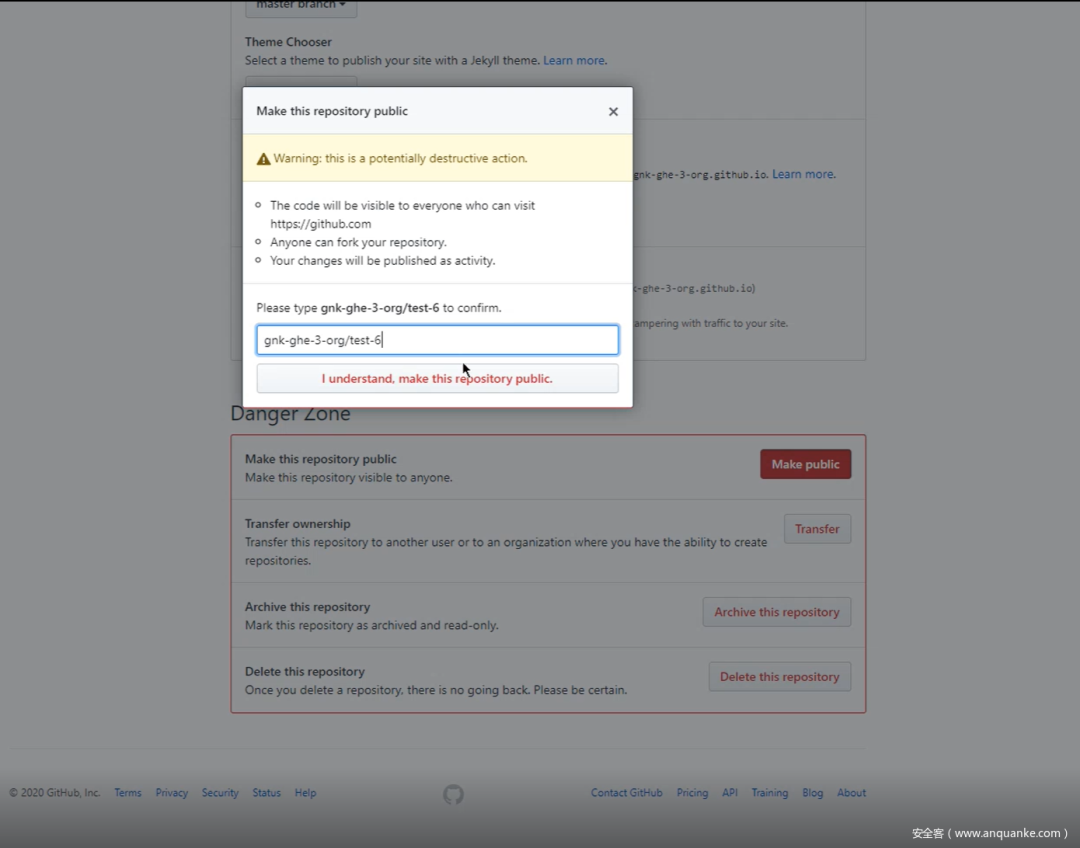 master branch
Theme Chooser
Select a theme to publish your site with a Jekyll theme. Learn more.
Make this repository public
×
Warning: this is a potentially destructive action.
gnk-ghe-3-org.github.io. Learn more.
The code will be visible to everyone who can visit
https://github.com
Anyone can fork your repository.
Your changes will be published as activity.
-ghe-3-org.github.io)
Please type gnk-ghe-3-org/test-6 to confirm.
ampering with traffic to your site.
gnk-ghe-3-org/test-6
I understand, make this repository public.
Danger Zone
Make this repository public
Make this repository visible to anyone.
Make public
Transfer ownership
Transfer this repository to another user or to an organization where you have the ability to create
repositories.
Transfer
Archive this repository
Mark this repository as archived and read-only.
Archive this repository
Delete this repository
Once you delete a repository, there is no going back. Please be certain.
Delete this repository
© 2020 GitHub, Inc. Terms Privacy Security Status Help Contact GitHub Pricing API Training Blog About
安全客（www.anquanke.com）